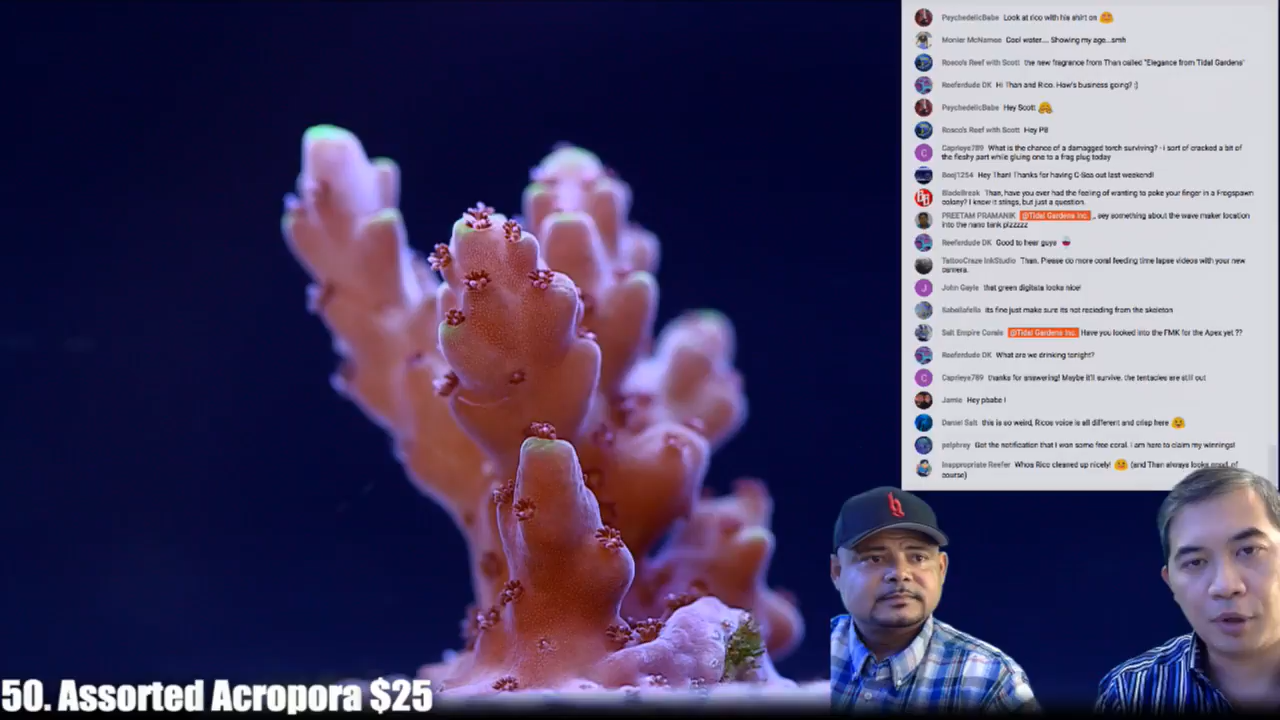 PsychedelicBabe Look at rico with his shirt on
Monier McNamee Cool water.... Showing my age...smh
Rosco's Reef with Scott the new fragrance from Than called "Elegance from Tidal Gardens"
Reeferdude DK Hi Than and Rico. How's business going? :)
PsychedelicBabe Hey Scott
Rosco's Reef with Scott Hey PB
C Caprieya789 What is the chance of a damaged torch surviving? - i sort of cracked a bit of
the fleshy part while gluing one to a frag plug today
Booj1254 Hey Than! Thanks for having C-Sea out last weekend!
BladeBreak Than, have you ever had the feeling of wanting to poke your finger in a Frogspawn
colony? I know it stings, but just a question.
PREETAM PRAMANIK @Tidal Gardens Inc. , sey something about the wave maker location
into the nano tank plzzzzz
Reeferdude DK Good to hear guys
TattooCraze InkStudio Than, Please do more coral feeding time lapse videos with your new
camera.
J John Gayle that green digitata looks nice!
Sabellafella its fine just make sure its not receding from the skeleton
Salt Empire Corals @Tidal Gardens Inc. Have you looked into the FMK for the Apex yet ??
Reeferdude DK What are we drinking tonight?
C Caprieya789 thanks for answering! Maybe it'll survive, the tentacles are still out
Jamie Hey pbabe !
Daniel Salt this is so weird, Ricos voice is all different and crisp here
pelphrey Got the notification that I won some free coral. I am here to claim my winnings!
Inappropriate Reefer Whoa Rico cleaned up nicely! (and Than always looks good of
course)
50. Assorted Acropora $25